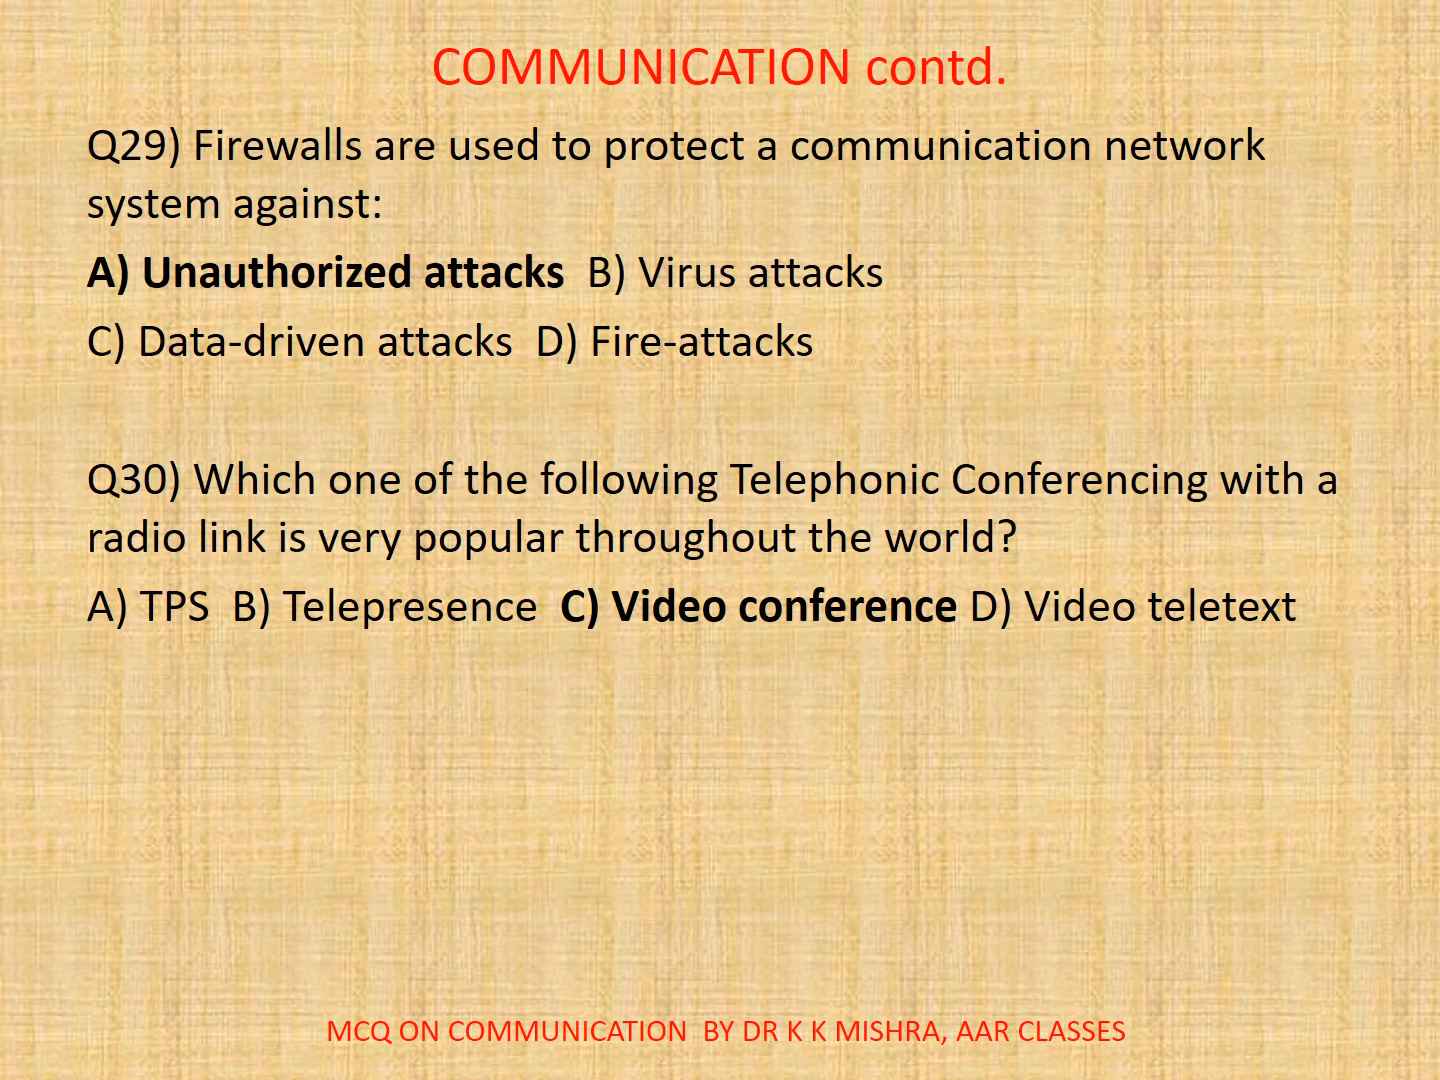 COMMUNICATION contd.
Q29) Firewalls are used to protect a communication network
system against:
A) Unauthorized attacks  B) Virus attacks
C) Data-driven attacks  D) Fire-attacks
Q30) Which one of the following Telephonic Conferencing with a
radio link is very popular throughout the world?
A) TPS  B) Telepresence  C) Video conference D) Video teletext
MCQ ON COMMUNICATION  BY DR K K MISHRA, AAR CLASSES